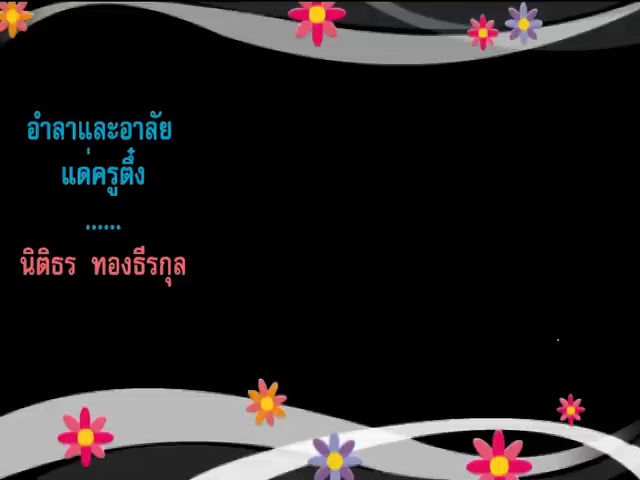 อำลาและอาลัย
แด่ครูตึ๋ง
......
นิติธร ทองธีรกุล